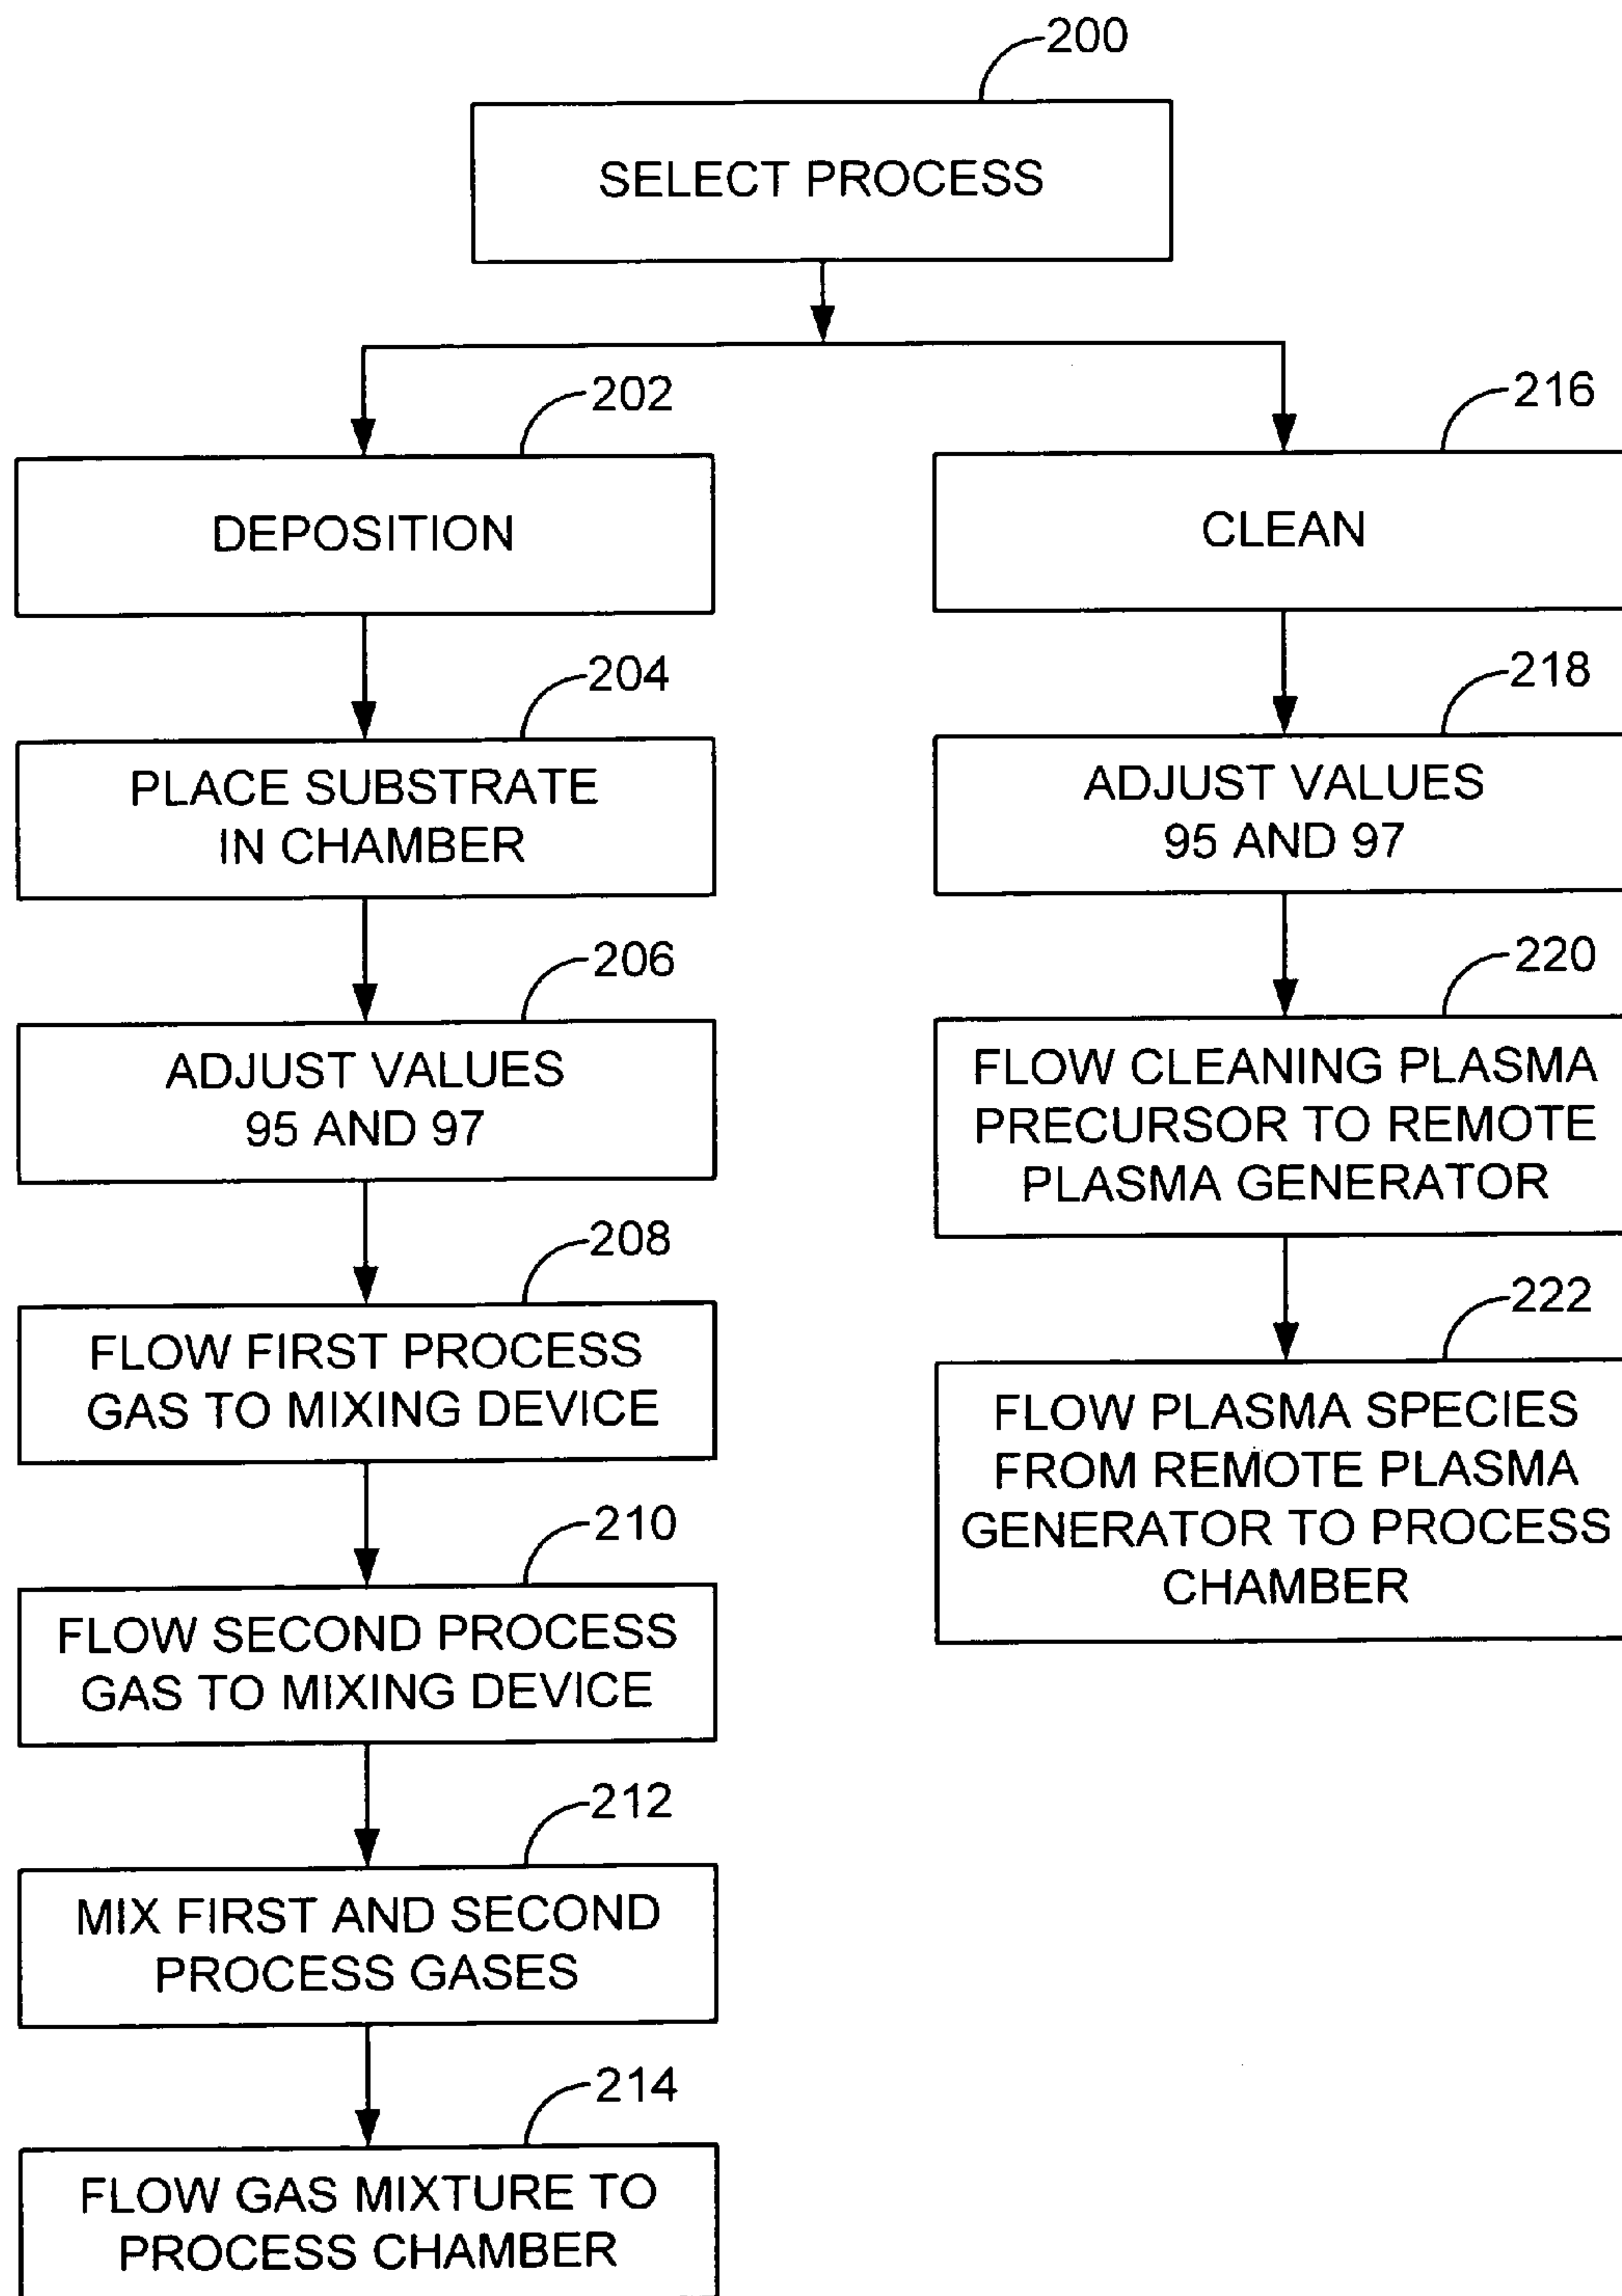 200
SELECT PROCESS
202
DEPOSITION
204
PLACE SUBSTRATE
IN CHAMBER
206
ADJUST VALUES
95 AND 97
208
FLOW FIRST PROCESS
GAS TO MIXING DEVICE
210
FLOW SECOND PROCESS
GAS TO MIXING DEVICE
212
MIX FIRST AND SECOND
PROCESS GASES
214
FLOW GAS MIXTURE TO
PROCESS CHAMBER
216
CLEAN
218
ADJUST VALUES
95 AND 97
220
FLOW CLEANING PLASMA
PRECURSOR TO REMOTE
PLASMA GENERATOR
222
FLOW PLASMA SPECIES
FROM REMOTE PLASMA
GENERATOR TO PROCESS
CHAMBER